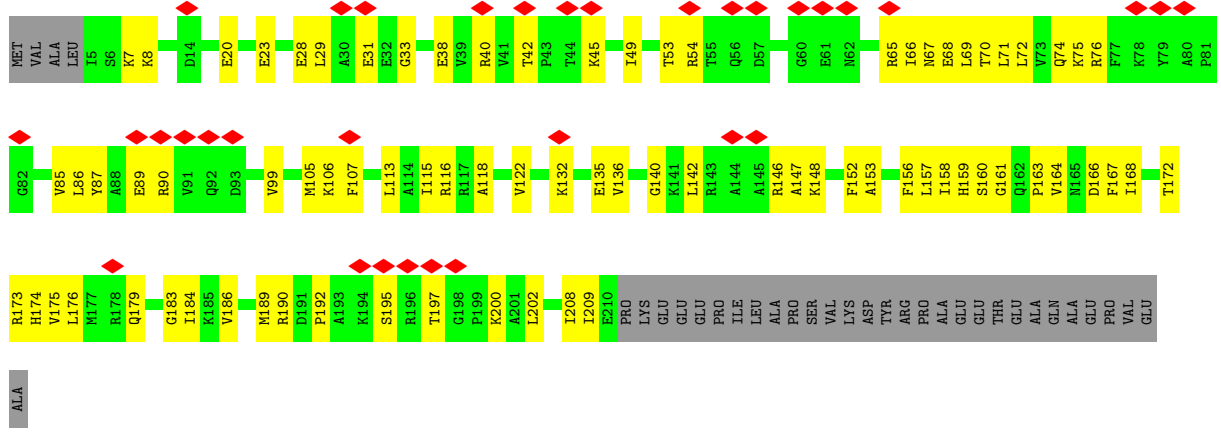 MET VAL ALA LEU I5 S6 K7 K8 D14 E20 E23 E28 L29 A30 E31 E32 G33 E38 V39 R40 V41 T42 P43 T44 K45 I49 T53 R54 T55 Q56 D57 G60 E61 N62 R65 I66 N67 E68 L69 T70 L71 L72 V73 Q74 K75 R76 F77 K78 Y79 A80 P81
G82 V85 L86 Y87 A88 E89 R90 V91 Q92 D93 V99 M105 K106 F107 L113 A114 I115 R116 R117 A118 V122 K132 E135 V136 G140 K141 L142 R143 A144 A145 R146 A147 K148 F152 A153 F156 L157 I158 H159 S160 G161 Q162 P163 V164 N165 D166 F167 I168 T172
R173 H174 V175 L176 M177 R178 Q179 G183 I184 K185 V186 M189 R190 D191 P192 A193 K194 S195 R196 T197 G198 P199 K200 A201 L202 I208 I209 E210 PRO LYS GLU GLU GLU PRO ILE LEU ALA PRO SER VAL LYS ASP TYR ARG PRO ALA GLU GLU THR GLU ALA GLN ALA GLU PRO VAL GLU
ALA